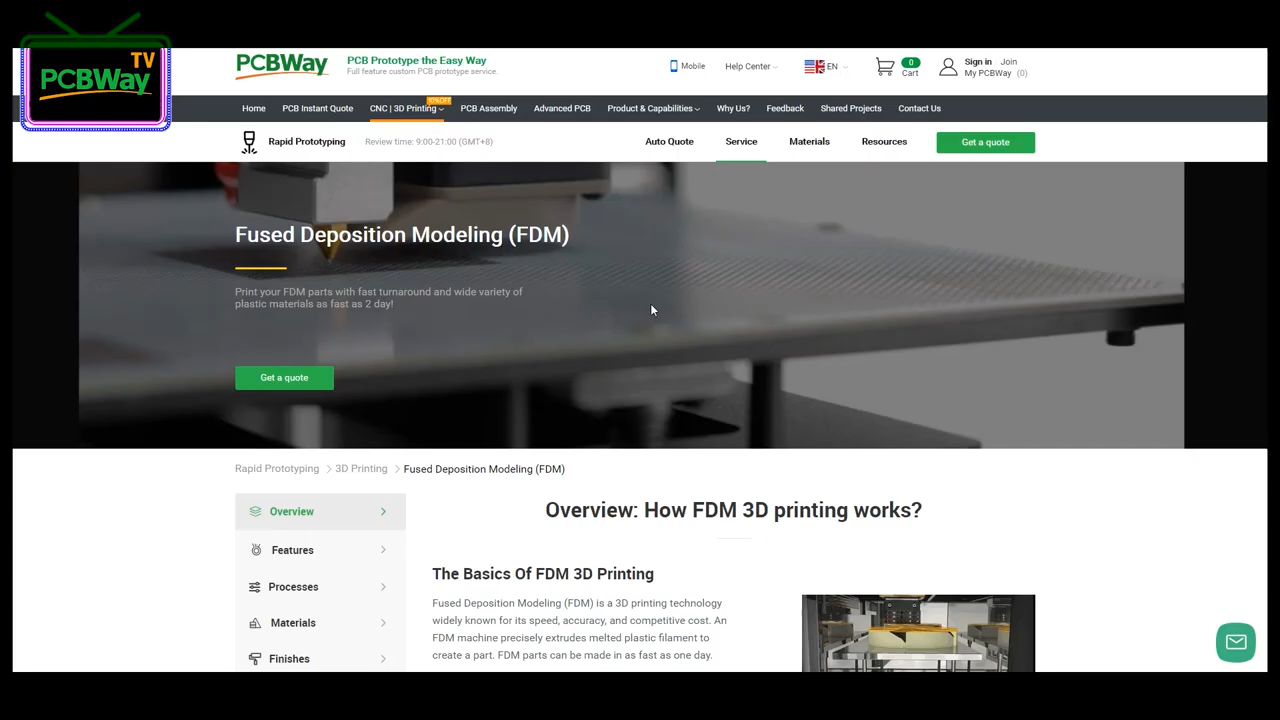 TV
PCBWay
PCBWay
PCB Prototype the Easy Way
Full feature custom PCB prototype service.
Mobile
Help Center
EN
0
Cart
Sign in Join
My PCBWay (0)
Home PCB Instant Quote CNC | 3D Printing 10%OFF PCB Assembly Advanced PCB Product & Capabilities Why Us? Feedback Shared Projects Contact Us
Rapid Prototyping Review time: 9:00-21:00 (GMT+8) Auto Quote Service Materials Resources Get a quote
Fused Deposition Modeling (FDM)
Print your FDM parts with fast turnaround and wide variety of
plastic materials as fast as 2 day!
Get a quote
Rapid Prototyping > 3D Printing > Fused Deposition Modeling (FDM)
Overview
Features
Processes
Materials
Finishes
Overview: How FDM 3D printing works?
The Basics Of FDM 3D Printing
Fused Deposition Modeling (FDM) is a 3D printing technology
widely known for its speed, accuracy, and competitive cost. An
FDM machine precisely extrudes melted plastic filament to
create a part. FDM parts can be made in as fast as one day.